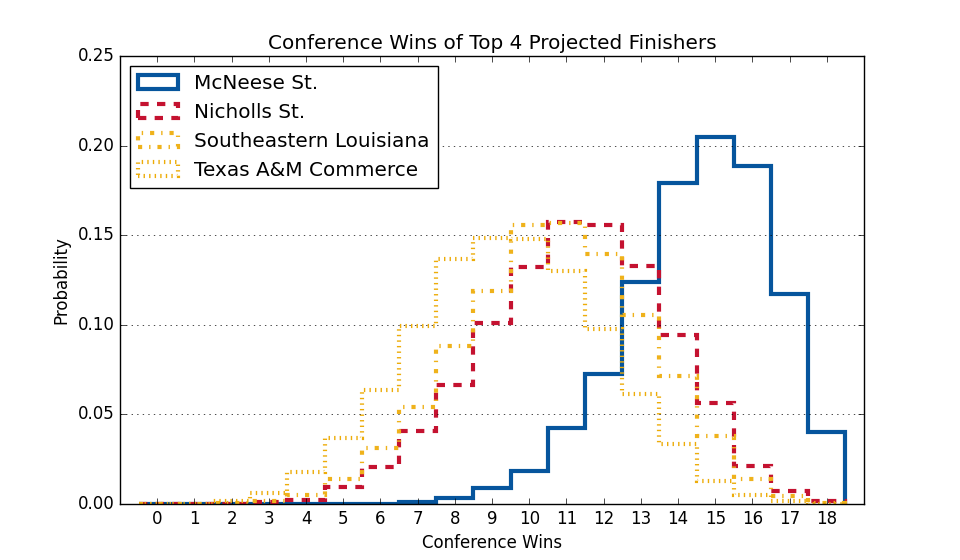 Conference Wins of Top 4 Projected Finishers
0.25
0.20
0.15
0.10
0.05
0.00
Probability
McNeese St.
Nicholls St.
Southeastern Louisiana
Texas A&M Commerce
0 1 2 3 4 5 6 7 8 9 10 11 12 13 14 15 16 17 18
Conference Wins